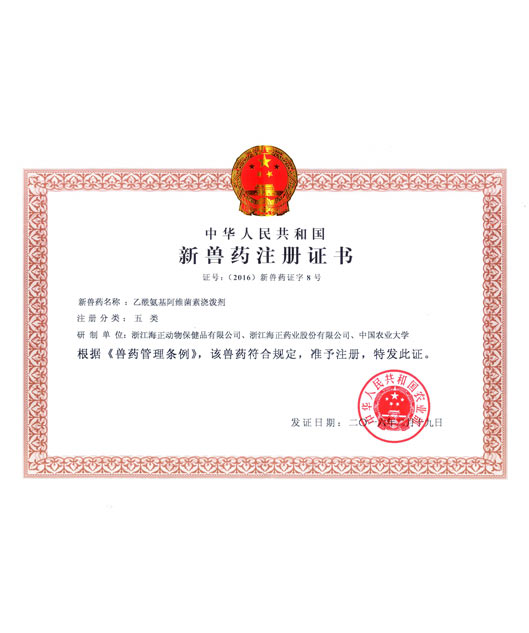 中华人民共和国
新兽药注册证书
证号：（2016）新兽药证字 8 号
新兽药名称：乙酰氨基阿维菌素浇泼剂
注册分类：五 类
研制单位：浙江海正动物保健品有限公司、浙江海正药业股份有限公司、中国农业大学
根据《兽药管理条例》，该兽药符合规定，准予注册，特发此证。
中华人民共和国农业部
发证日期：二〇一六年 月十九日